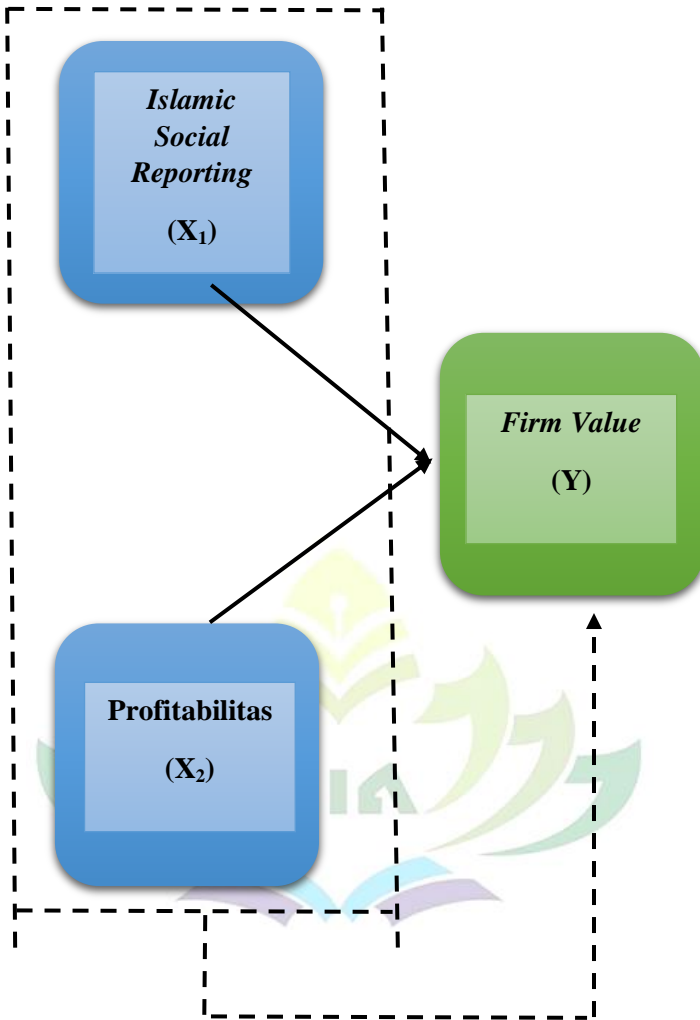 Islamic
Social
Reporting
(X₁)
Firm Value
(Y)
Profitabilitas
(X₂)